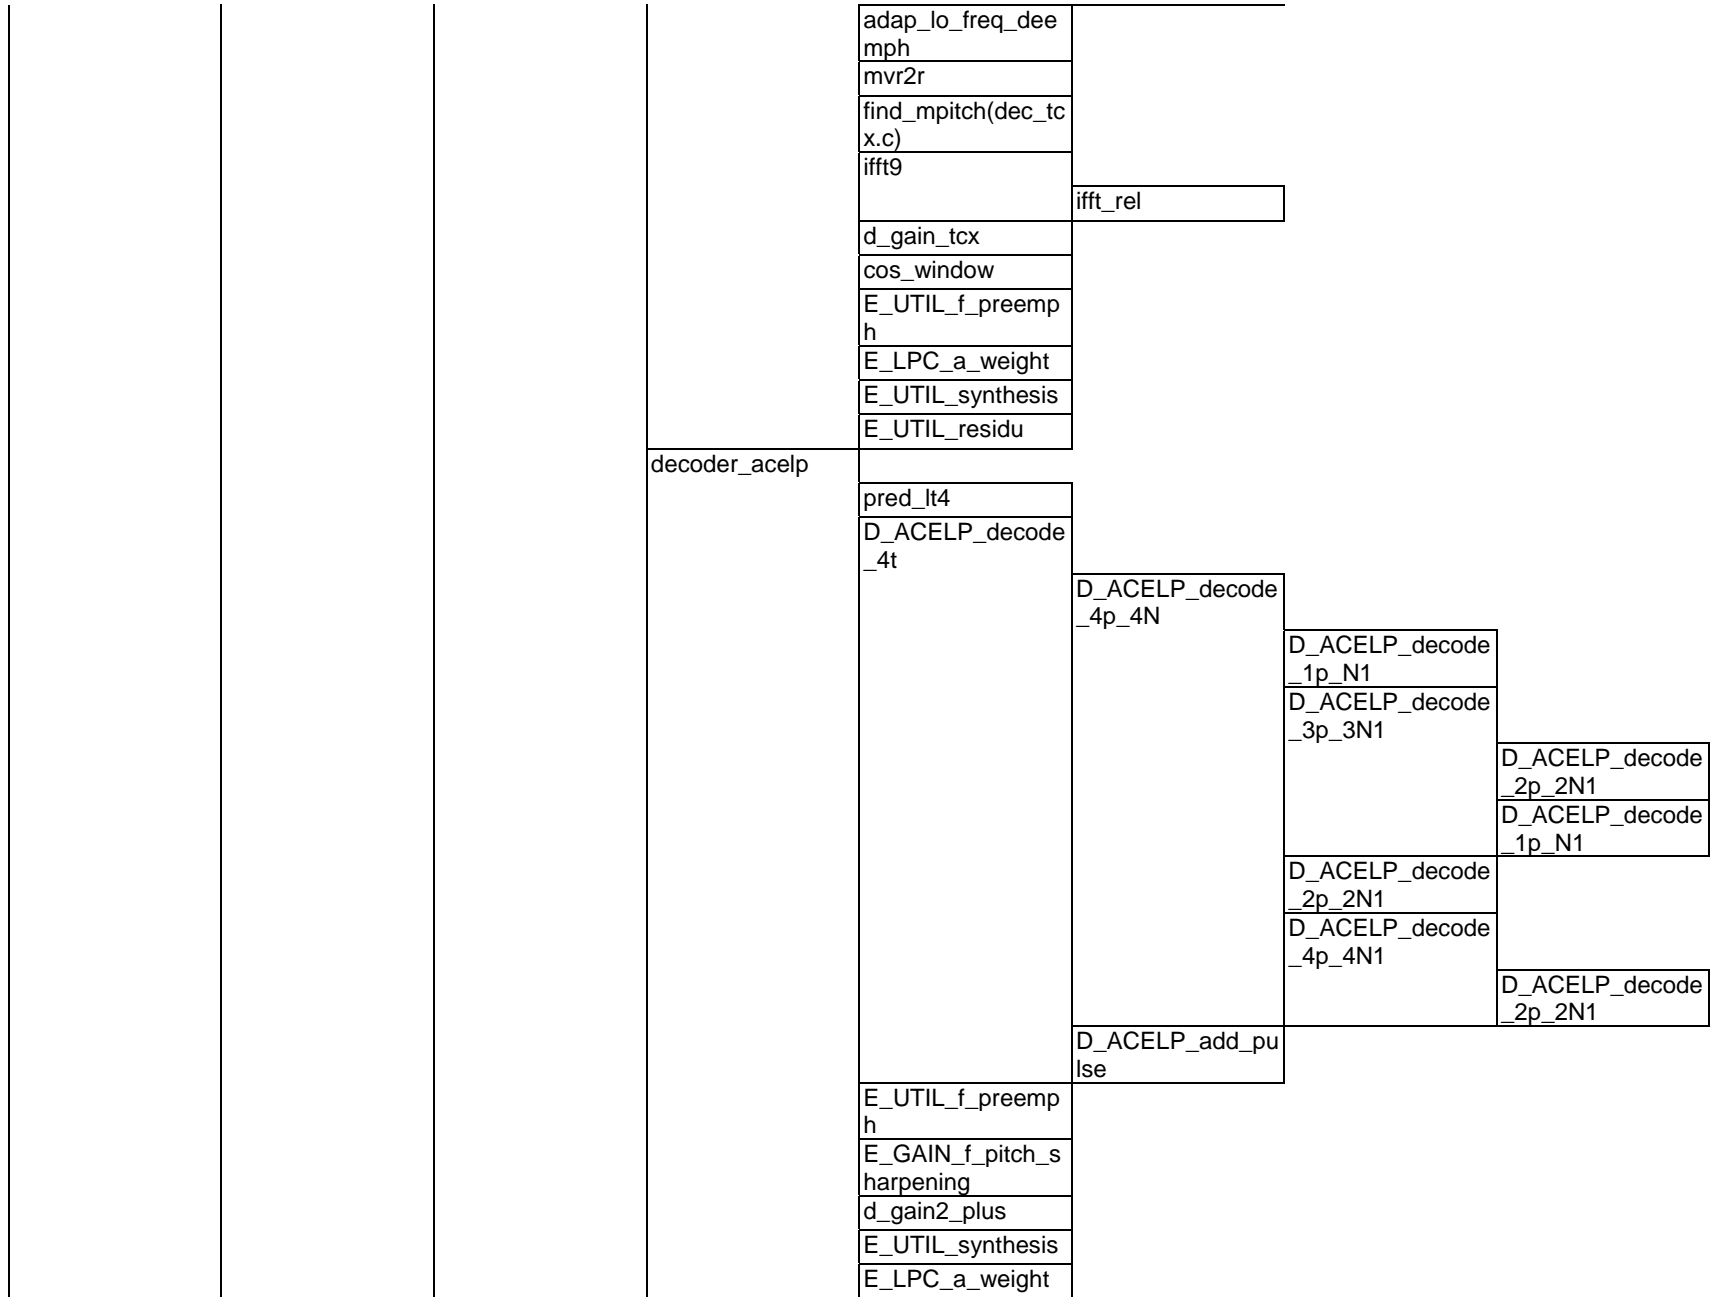 adap_lo_freq_dee
mph
mvr2r
find_mpitch(dec_tc
x.c)
ifft9
ifft_rel
d_gain_tcx
cos_window
E_UTIL_f_preemp
h
E_LPC_a_weight
E_UTIL_synthesis
E_UTIL_residu
decoder_acelp
pred_lt4
D_ACELP_decode
_4t
D_ACELP_decode
_4p_4N
D_ACELP_decode
_1p_N1
D_ACELP_decode
_3p_3N1
D_ACELP_decode
_2p_2N1
D_ACELP_decode
_1p_N1
D_ACELP_decode
_2p_2N1
D_ACELP_decode
_4p_4N1
D_ACELP_decode
_2p_2N1
D_ACELP_add_pu
lse
E_UTIL_f_preemp
h
E_GAIN_f_pitch_s
harpening
d_gain2_plus
E_UTIL_synthesis
E_LPC_a_weight